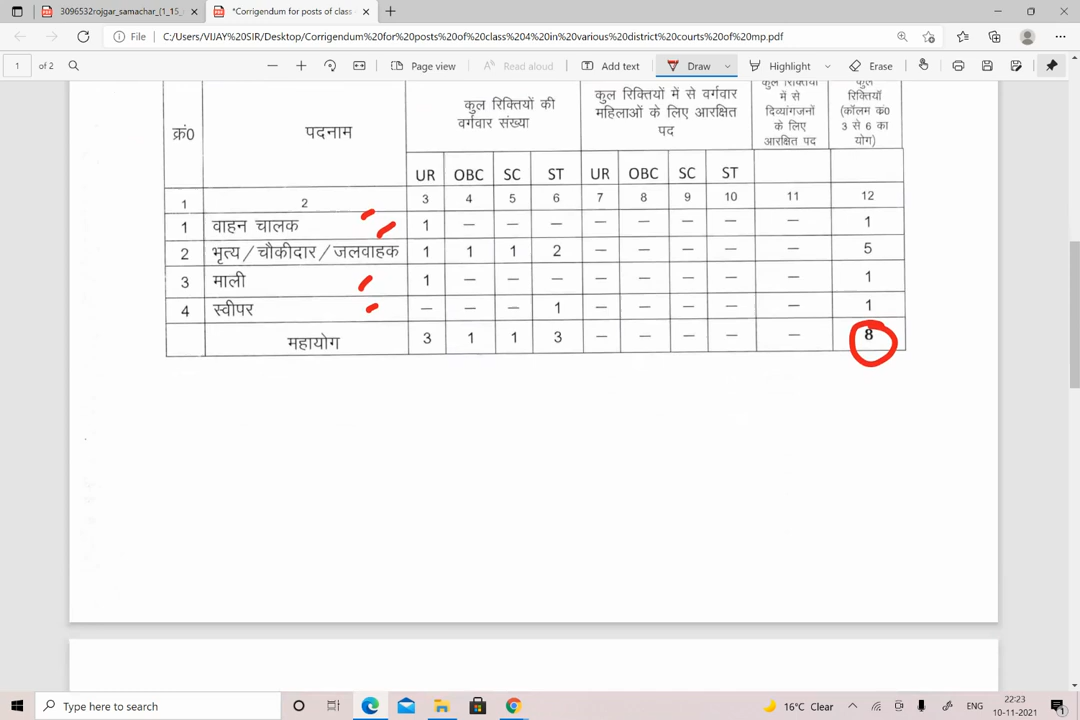 3096532rojgar_samachar_(1_15_
*Corrigendum for posts of class
File
C:/Users/VIJAY%20SIR/Desktop/Corrigendum%20for%20posts%20of%20class%204%20in%20various%20district%20courts%20of%20mp.pdf
1 of 2
Page view
Read aloud
Add text
Draw
Highlight
Erase
क्रं0
पदनाम
कुल रिक्तियों की
वर्गवार संख्या
कुल रिक्तियों में से वर्गवार
महिलाओं के लिए आरक्षित
पद
कुल रिक्तियों
में से
दिव्यांगजनों
के लिए
आरक्षित पद
कुल
रिक्तियॉ
(कॉलम कं0
3 से 6 का
योग)
UR OBC SC ST UR OBC SC ST
1 2 3 4 5 6 7 8 9 10 11 12
1 वाहन चालक 1 – – – – – – – – 1
2 भृत्य/चौकीदार/जलवाहक 1 1 1 2 – – – – – 5
3 माली 1 – – – – – – – – 1
4 स्वीपर – – – 1 – – – – – 1
महायोग 3 1 1 3 – – – – – 8
Type here to search
16°C Clear
ENG
22:23
10-11-2021
1